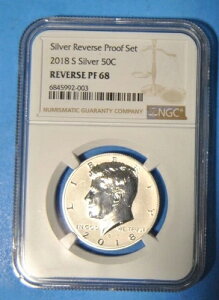 Silver Reverse Proof Set
2018 S Silver 50C
REVERSE PF 68
6845992-003
NUMISMATIC GUARANTY COMPANY
NGC
LIBERTY
IN GOD WE TRUST
2018